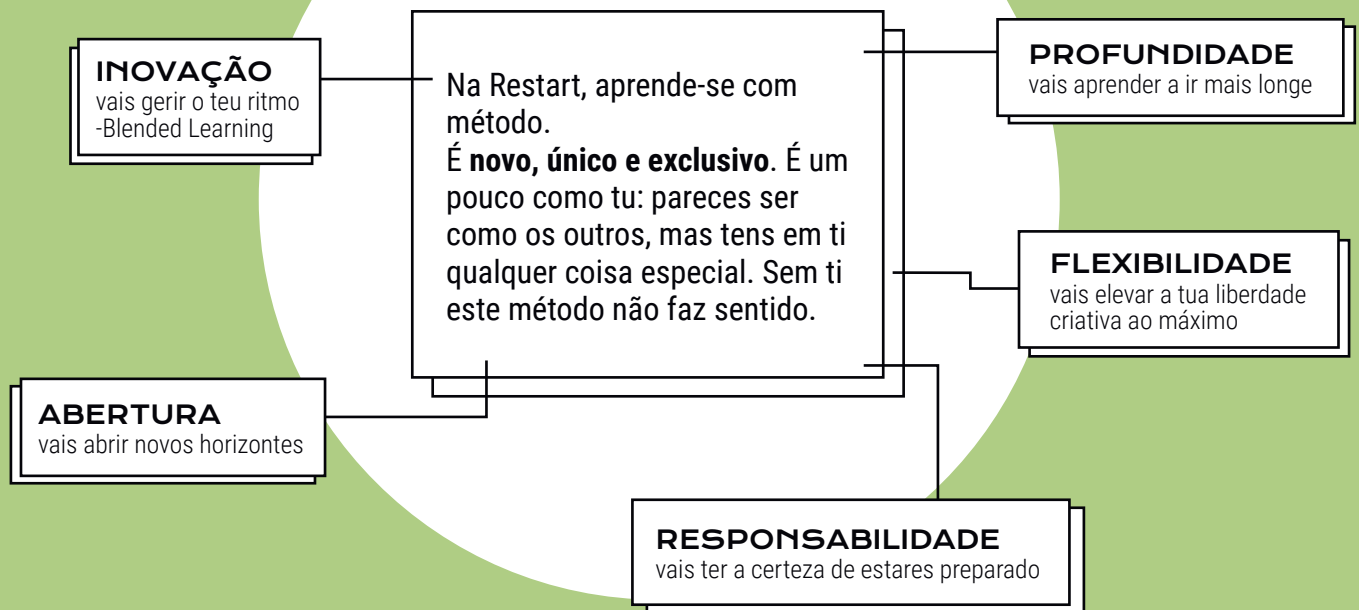 INOVAÇÃO
vais gerir o teu ritmo
-Blended Learning
Na Restart, aprende-se com
método.
É novo, único e exclusivo. É um
pouco como tu: pareces ser
como os outros, mas tens em ti
qualquer coisa especial. Sem ti
este método não faz sentido.
PROFUNDIDADE
vais aprender a ir mais longe
FLEXIBILIDADE
vais elevar a tua liberdade
criativa ao máximo
ABERTURA
vais abrir novos horizontes
RESPONSABILIDADE
vais ter a certeza de estares preparado